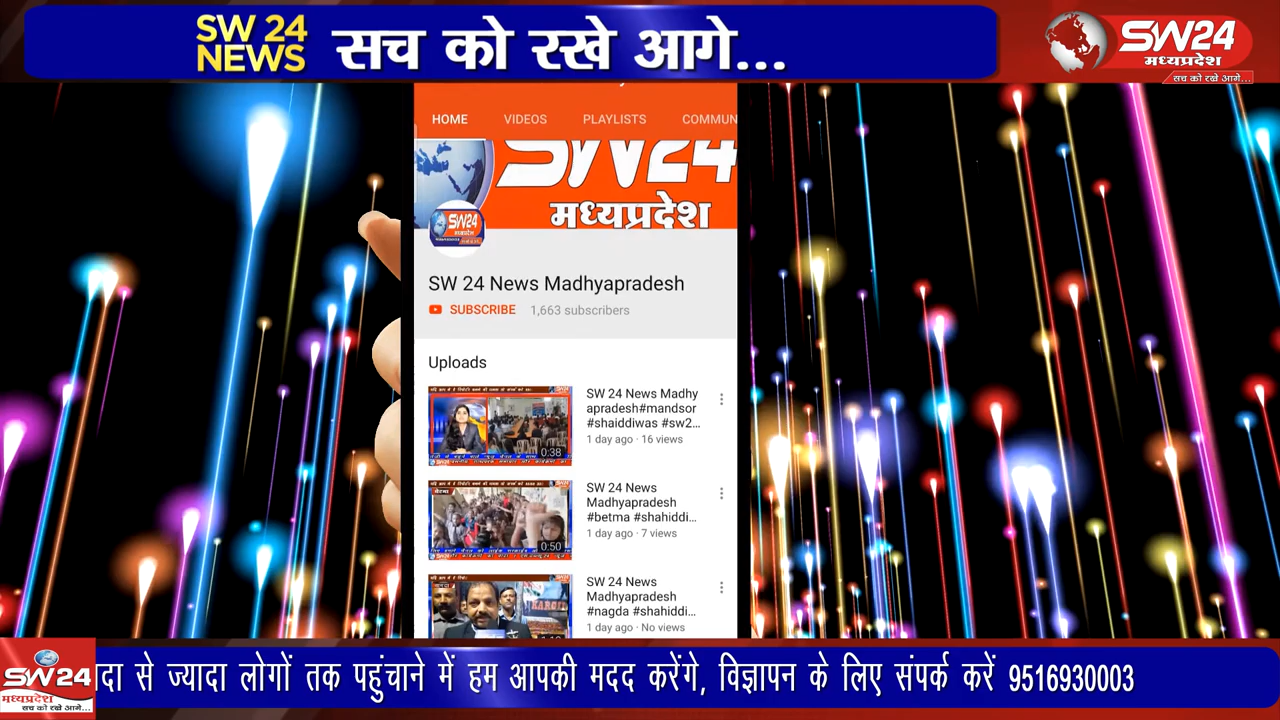 SW 24
NEWS
सच को रखे आगे...
SW24
मध्यप्रदेश
सच को रखे आगे...
HOME VIDEOS PLAYLISTS COMMUN
SW24
मध्यप्रदेश
SW24
SW 24 News Madhyapradesh
SUBSCRIBE 1,663 subscribers
Uploads
SW 24 News Madhy
apradesh#mandsor
#shaiddiwas #sw2...
1 day ago · 16 views
0:38
SW 24 News
Madhyapradesh
#betma #shahiddi...
1 day ago · 7 views
0:50
SW 24 News
Madhyapradesh
#nagda #shahiddi...
1 day ago · No views
SW24
मध्यप्रदेश
सच को रखे आगे...
दा से ज्यादा लोगों तक पहुंचाने में हम आपकी मदद करेंगे, विज्ञापन के लिए संपर्क करें 9516930003